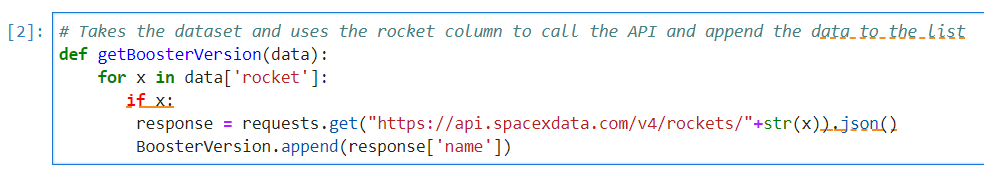 [2]: # Takes the dataset and uses the rocket column to call the API and append the data to the list
def getBoosterVersion(data):
    for x in data['rocket']:
       if x:
        response = requests.get("https://api.spacexdata.com/v4/rockets/"+str(x)).json()
        BoosterVersion.append(response['name'])